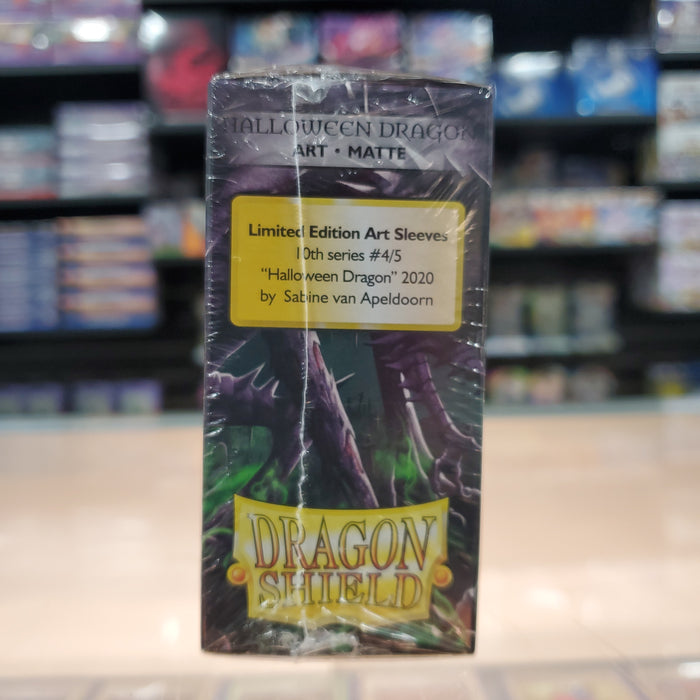 HALLOWEEN DRAGON
ART • MATTE
Limited Edition Art Sleeves
10th series #4/5
"Halloween Dragon" 2020
by Sabine van Apeldoorn
DRAGON
SHIELD